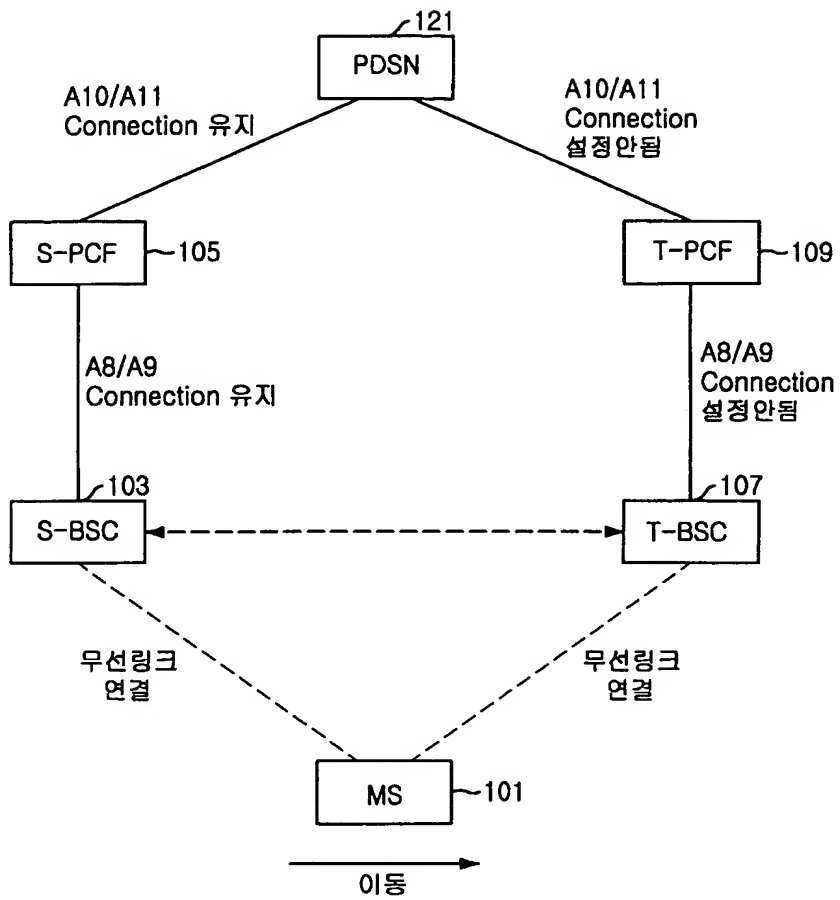 121
PDSN
A10/A11
Connection 유지
A10/A11
Connection
설정안됨
S-PCF
105
T-PCF
109
A8/A9
Connection 유지
A8/A9
Connection
설정안됨
103
S-BSC
107
T-BSC
무선링크
연결
무선링크
연결
MS
101
이동